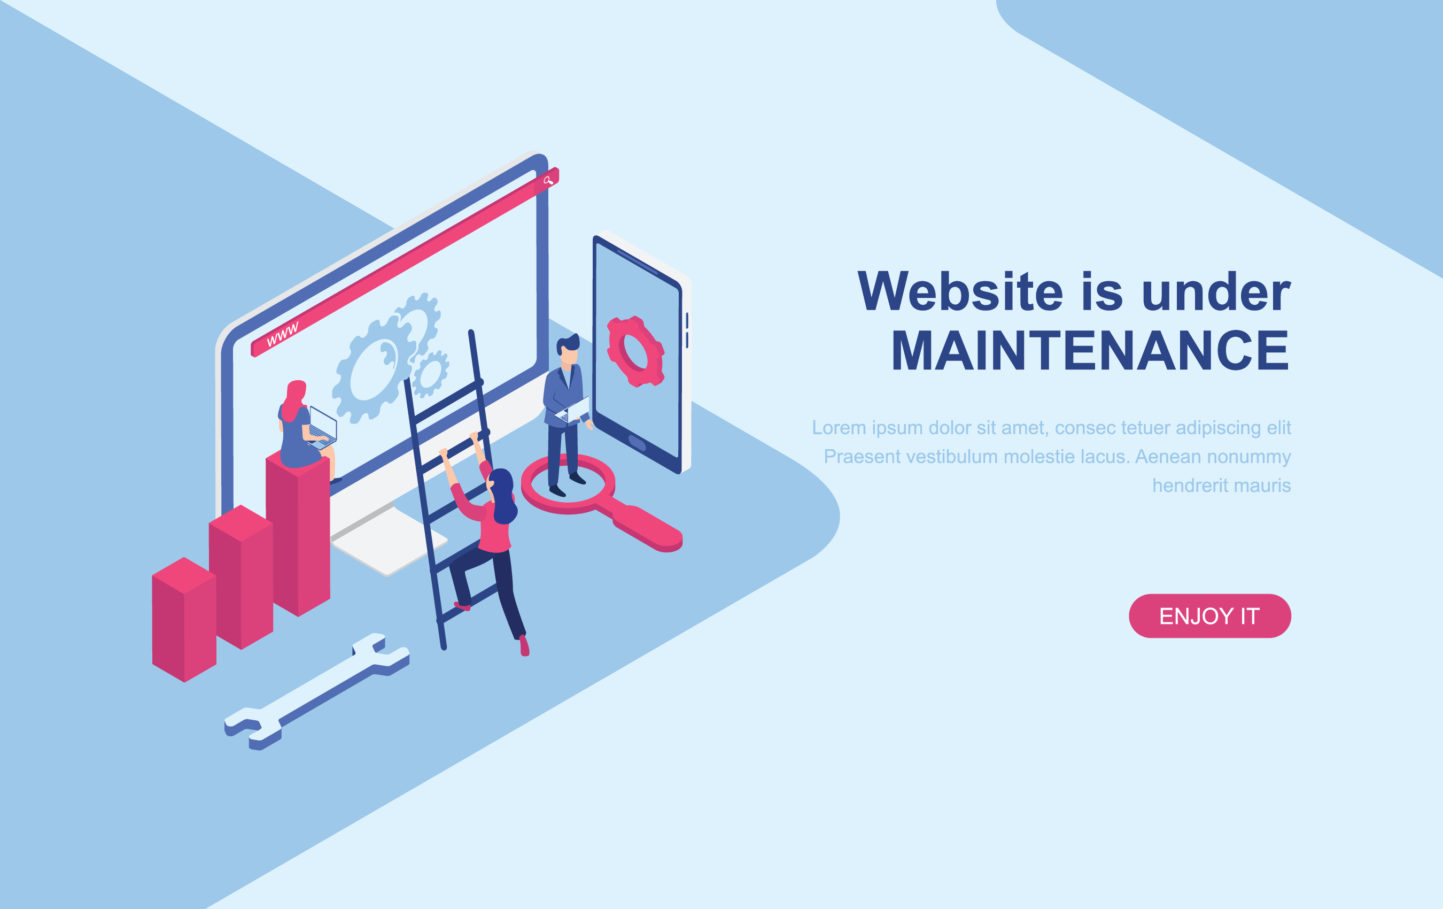 WWW
Website is under
MAINTENANCE
Lorem ipsum dolor sit amet, consec tetuer adipiscing elit
Praesent vestibulum molestie lacus. Aenean nonummy
hendrerit mauris
ENJOY IT